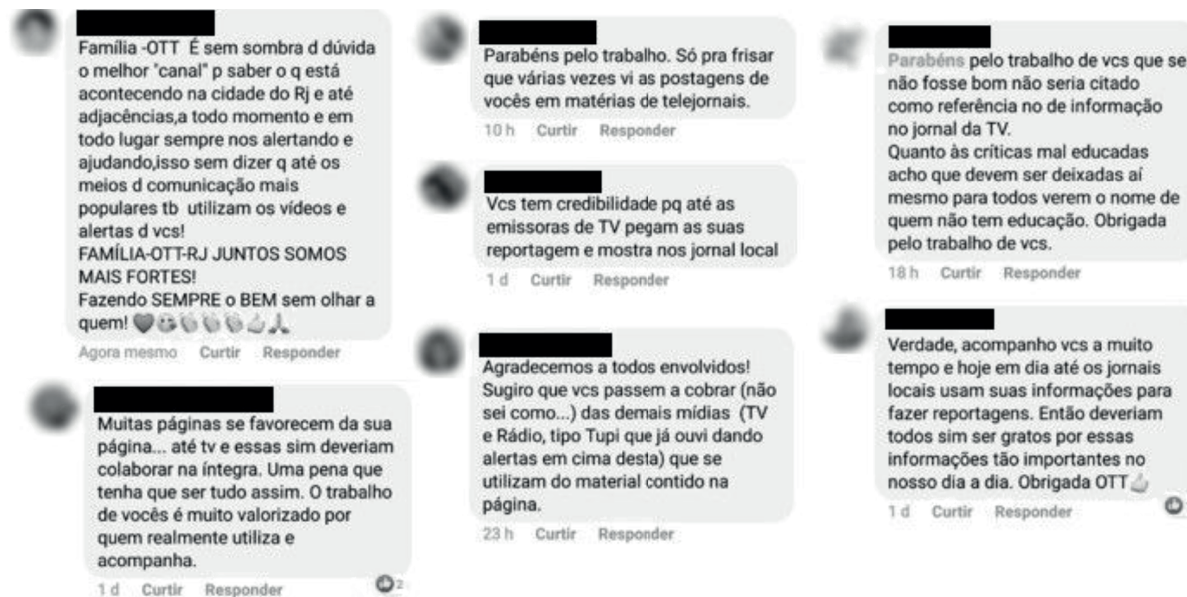 Família -OTT É sem sombra d dúvida
o melhor "canal" p saber o q está
acontecendo na cidade do Rj e até
adjacências,a todo momento e em
todo lugar sempre nos alertando e
ajudando,isso sem dizer q até os
meios d comunicação mais
populares tb utilizam os vídeos e
alertas d vcs!
FAMÍLIA-OTT-RJ JUNTOS SOMOS
MAIS FORTES!
Fazendo SEMPRE o BEM sem olhar a
quem!
Agora mesmo Curtir Responder
Muitas páginas se favorecem da sua
página... até tv e essas sim deveriam
colaborar na íntegra. Uma pena que
tenha que ser tudo assim. O trabalho
de vocês é muito valorizado por
quem realmente utiliza e
acompanha.
1 d Curtir Responder 2
Parabéns pelo trabalho. Só pra frisar
que várias vezes vi as postagens de
vocês em matérias de telejornais.
10 h Curtir Responder
Vcs tem credibilidade pq até as
emissoras de TV pegam as suas
reportagem e mostra nos jornal local
1 d Curtir Responder
Agradecemos a todos envolvidos!
Sugiro que vcs passem a cobrar (não
sei como...) das demais mídias (TV
e Rádio, tipo Tupi que já ouvi dando
alertas em cima desta) que se
utilizam do material contido na
página.
23 h Curtir Responder
Parabéns pelo trabalho de vcs que se
não fosse bom não seria citado
como referência no de informação
no jornal da TV.
Quanto às críticas mal educadas
acho que devem ser deixadas aí
mesmo para todos verem o nome de
quem não tem educação. Obrigada
pelo trabalho de vcs.
18 h Curtir Responder
Verdade, acompanho vcs a muito
tempo e hoje em dia até os jornais
locais usam suas informações para
fazer reportagens. Então deveriam
todos sim ser gratos por essas
informações tão importantes no
nosso dia a dia. Obrigada OTT
1 d Curtir Responder